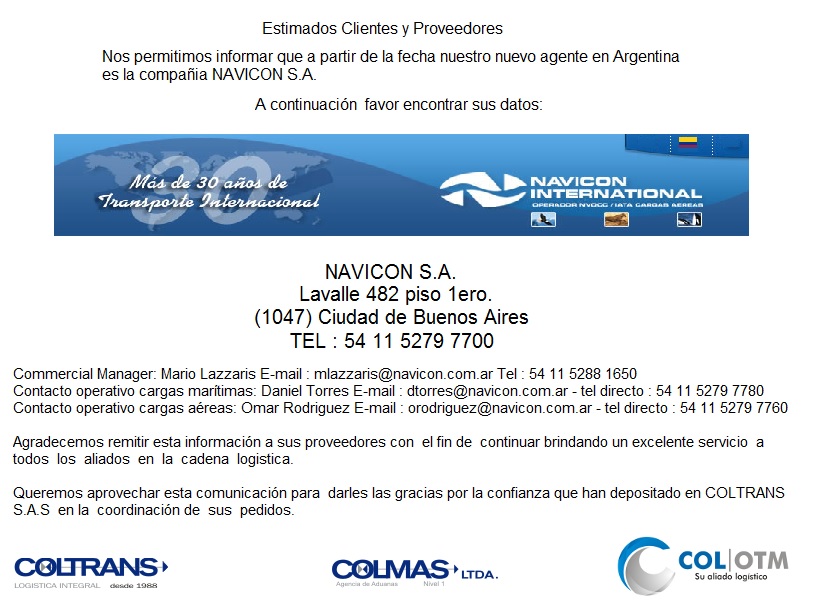 Estimados Clientes y Proveedores
Nos permitimos informar que a partir de la fecha nuestro nuevo agente en Argentina
es la compañia NAVICON S.A.
A continuación favor encontrar sus datos:
30
Más de 30 años de
Transporte Internacional
NAVICON
INTERNATIONAL
OPERADOR NVOCC / IATA CARGAS AEREAS
NAVICON S.A.
Lavalle 482 piso 1ero.
(1047) Ciudad de Buenos Aires
TEL : 54 11 5279 7700
Commercial Manager: Mario Lazzaris E-mail : mlazzaris@navicon.com.ar Tel : 54 11 5288 1650
Contacto operativo cargas marítimas: Daniel Torres E-mail : dtorres@navicon.com.ar - tel directo : 54 11 5279 7780
Contacto operativo cargas aéreas: Omar Rodriguez E-mail : orodriguez@navicon.com.ar - tel directo : 54 11 5279 7760
Agradecemos remitir esta información a sus proveedores con el fin de continuar brindando un excelente servicio a
todos los aliados en la cadena logistica.
Queremos aprovechar esta comunicación para darles las gracias por la confianza que han depositado en COLTRANS
S.A.S en la coordinación de sus pedidos.
COLTRANS
LOGISTICA INTEGRAL desde 1988
COLMAS LTDA.
Agencia de Aduanas Nivel 1
COL|OTM
Su aliado logístico